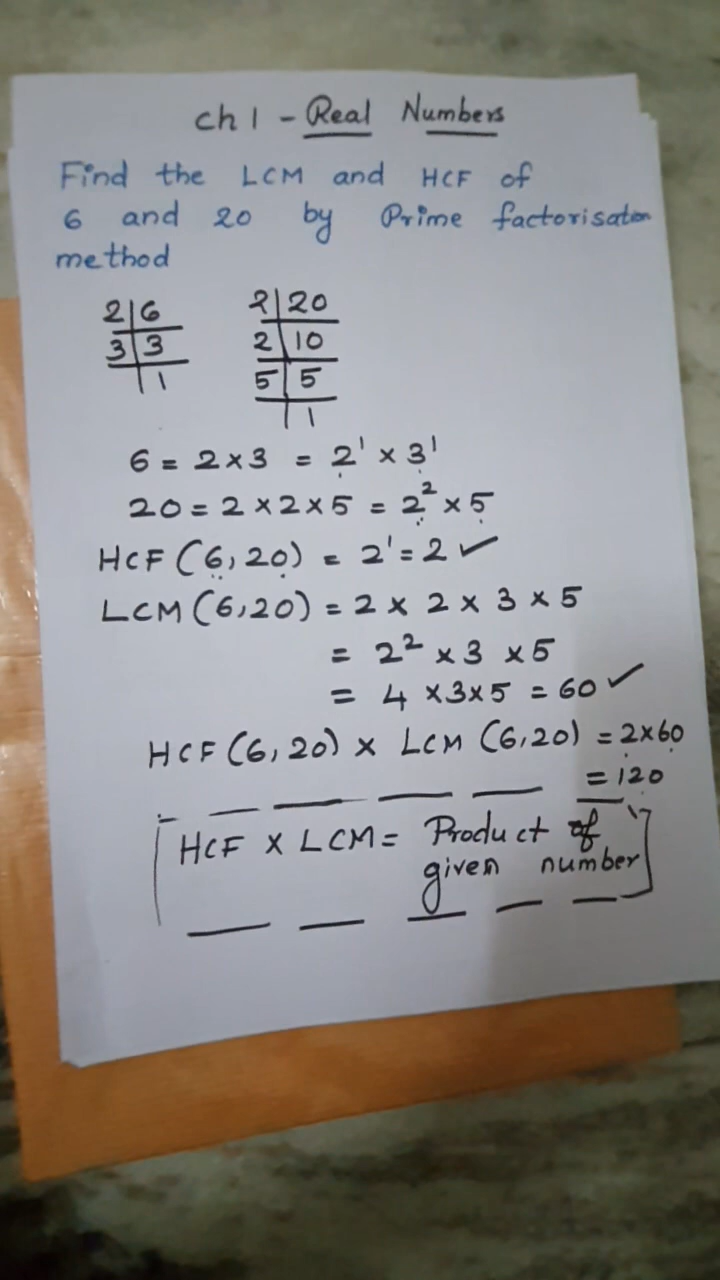 Ch 1 - Real Numbers
Find the LCM and HCF of
6 and 20 by Prime factorisation
method
2|6 2|20
3|3 2|10
|1 5|5
|1
6 = 2×3 = 2¹ × 3¹
20 = 2×2×5 = 2² × 5
HCF (6,20) = 2¹ = 2 ✓
LCM (6,20) = 2 × 2 × 3 × 5
= 2² × 3 × 5
= 4 × 3 × 5 = 60 ✓
HCF (6,20) × LCM (6,20) = 2×60
= 120
HCF × LCM = Product of
given number